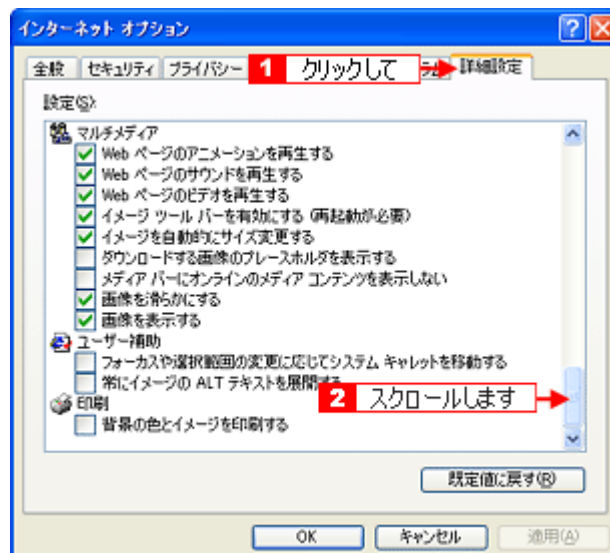 インターネット オプション
全般 セキュリティ プライバシー 1 クリックして ラム 詳細設定
設定(S):
マルチメディア
Web ページのアニメーションを再生する
Web ページのサウンドを再生する
Web ページのビデオを再生する
イメージ ツール バーを有効にする (再起動が必要)
イメージを自動的にサイズ変更する
ダウンロードする画像のプレースホルダを表示する
メディア バーにオンラインのメディア コンテンツを表示しない
画像を滑らかにする
画像を表示する
ユーザー補助
フォーカスや選択範囲の変更に応じてシステム キャレットを移動する
常にイメージの ALT テキストを展開する
2 スクロールします
印刷
背景の色とイメージを印刷する
既定値に戻す(R)
OK キャンセル 適用(A)